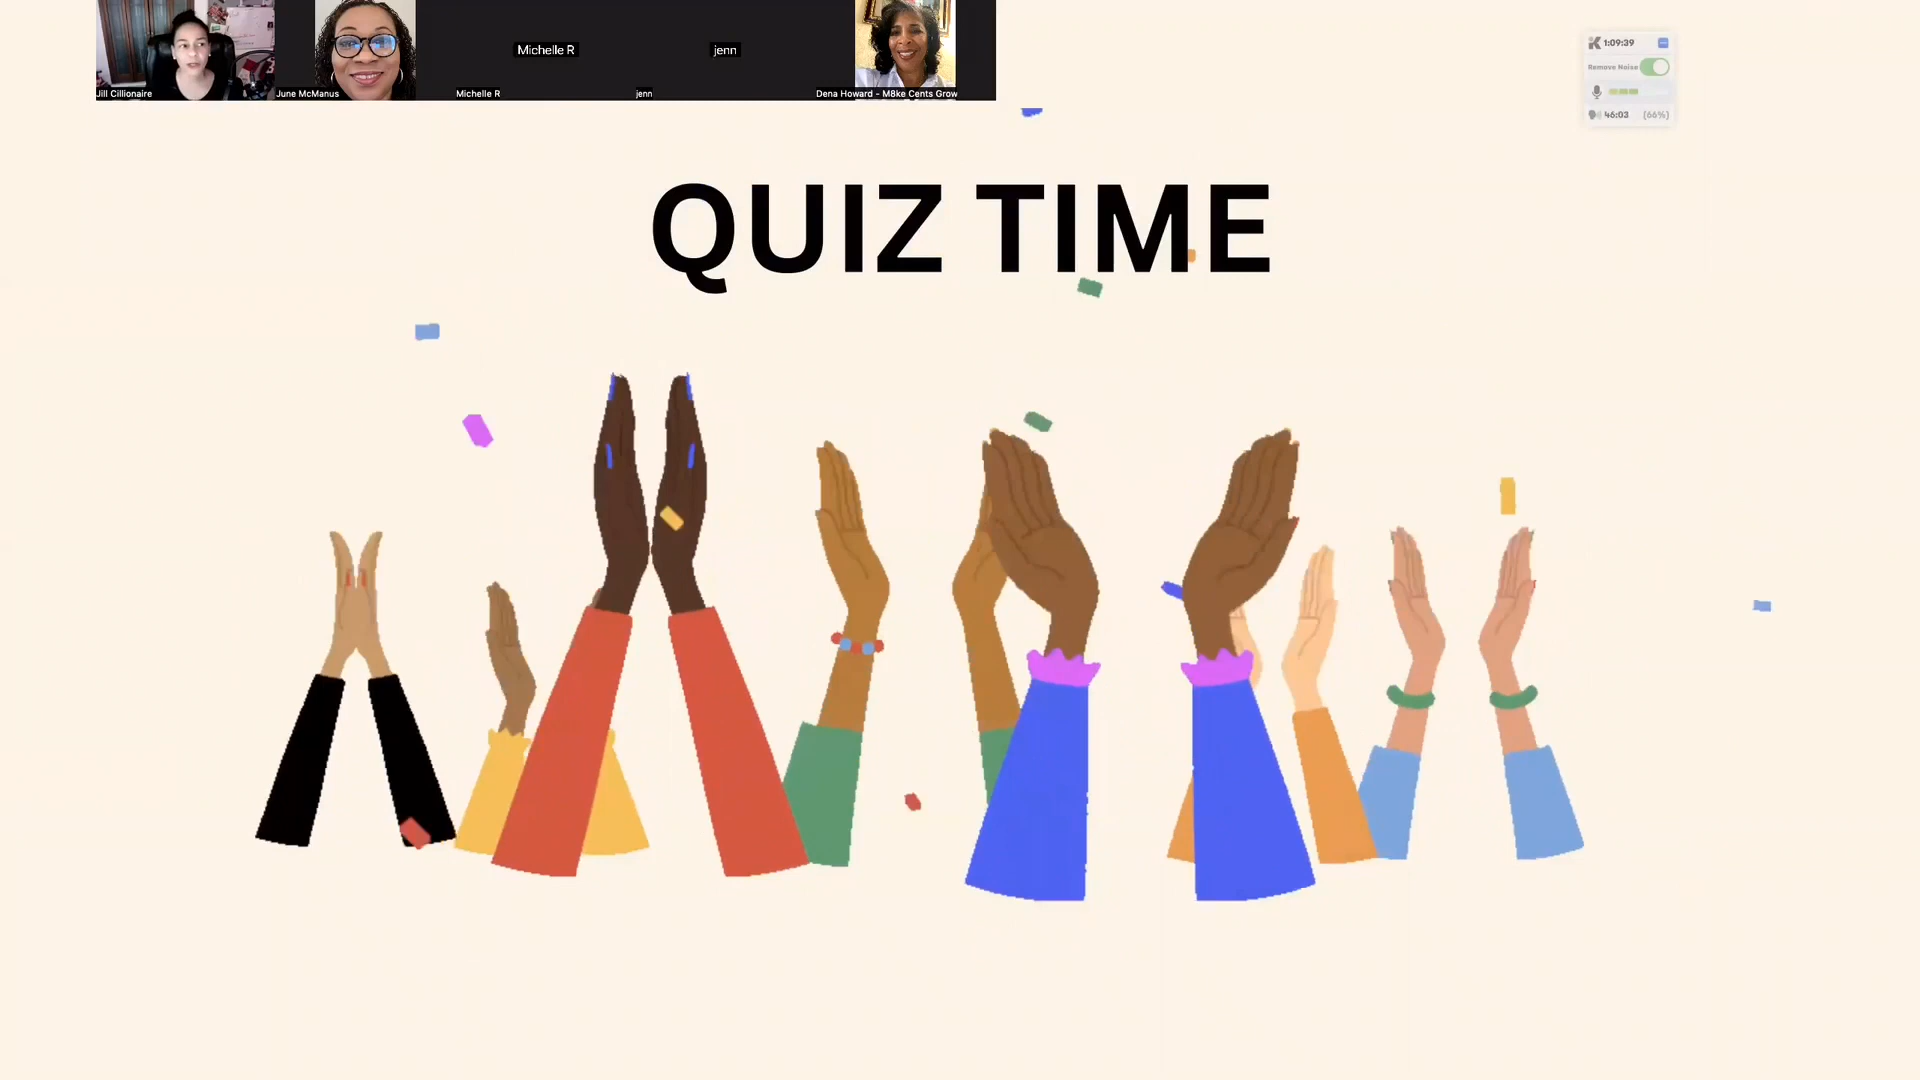 Michelle R
jenn
Jill Cillionaire
June McManus
Michelle R
jenn
Dena Howard - M8ke Cents Grow
1:09:39
Remove Noise
46:03 (66%)
QUIZ TIME